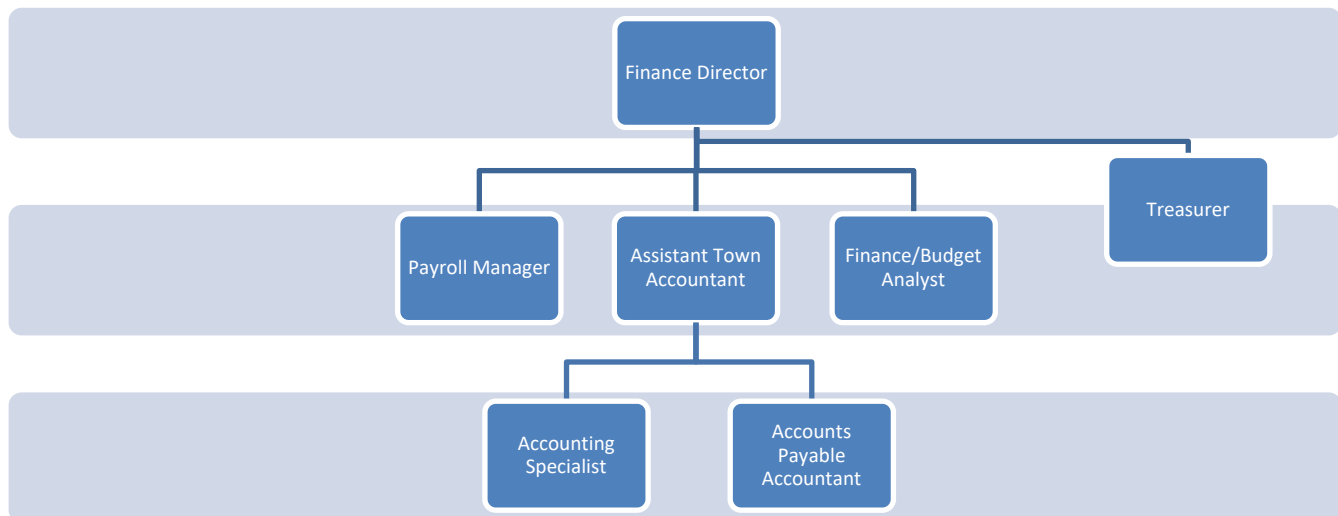 Finance Director
Treasurer
Payroll Manager
Assistant Town
Accountant
Finance/Budget
Analyst
Accounting
Specialist
Accounts
Payable
Accountant